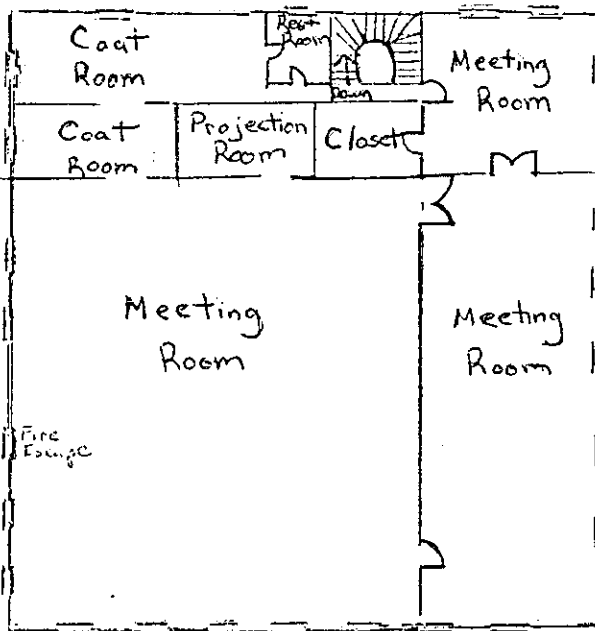 Coat
Room
Rest
Room
Down
Meeting
Room
Coat
Room
Projection
Room
Closet
Meeting
Room
Meeting
Room
Fire
Escape